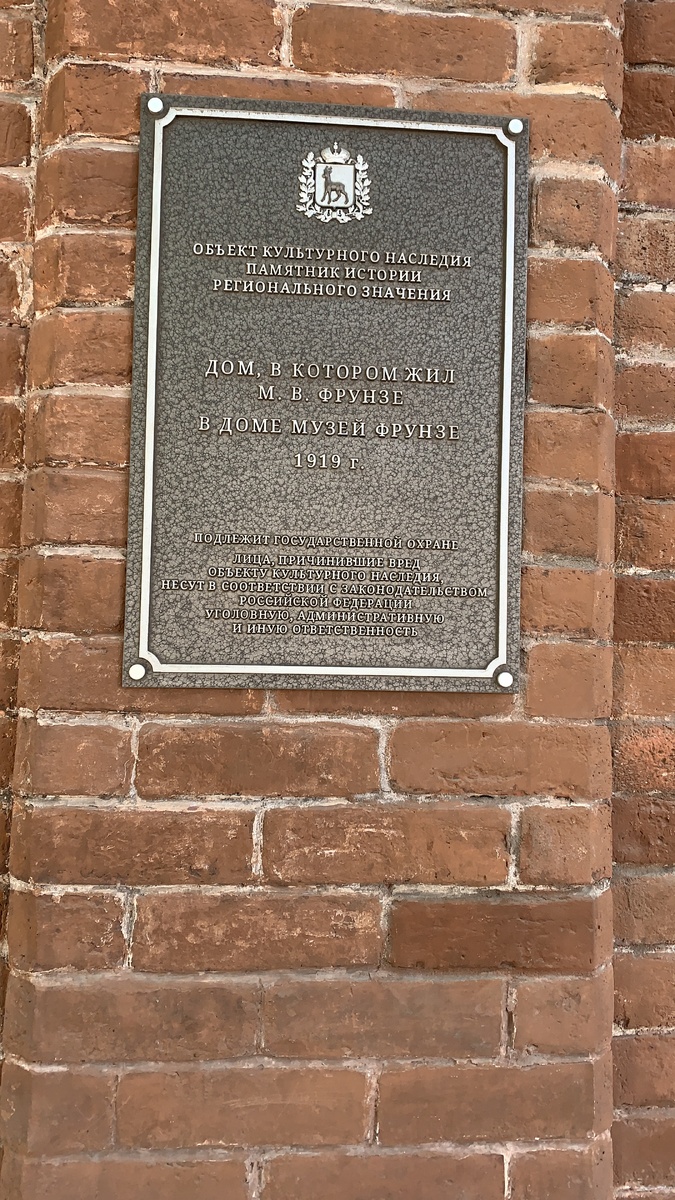 ОБЪЕКТ КУЛЬТУРНОГО НАСЛЕДИЯ
ПАМЯТНИК ИСТОРИИ
РЕГИОНАЛЬНОГО ЗНАЧЕНИЯ
ДОМ, В КОТОРОМ ЖИЛ
М. В. ФРУНЗЕ
В ДОМЕ МУЗЕЙ ФРУНЗЕ
1919 г.
ПОДЛЕЖИТ ГОСУДАРСТВЕННОЙ ОХРАНЕ
ЛИЦА, ПРИЧИНИВШИЕ ВРЕД
ОБЪЕКТУ КУЛЬТУРНОГО НАСЛЕДИЯ,
НЕСУТ В СООТВЕТСТВИИ С ЗАКОНОДАТЕЛЬСТВОМ
РОССИЙСКОЙ ФЕДЕРАЦИИ
УГОЛОВНУЮ, АДМИНИСТРАТИВНУЮ
И ИНУЮ ОТВЕТСТВЕННОСТЬ